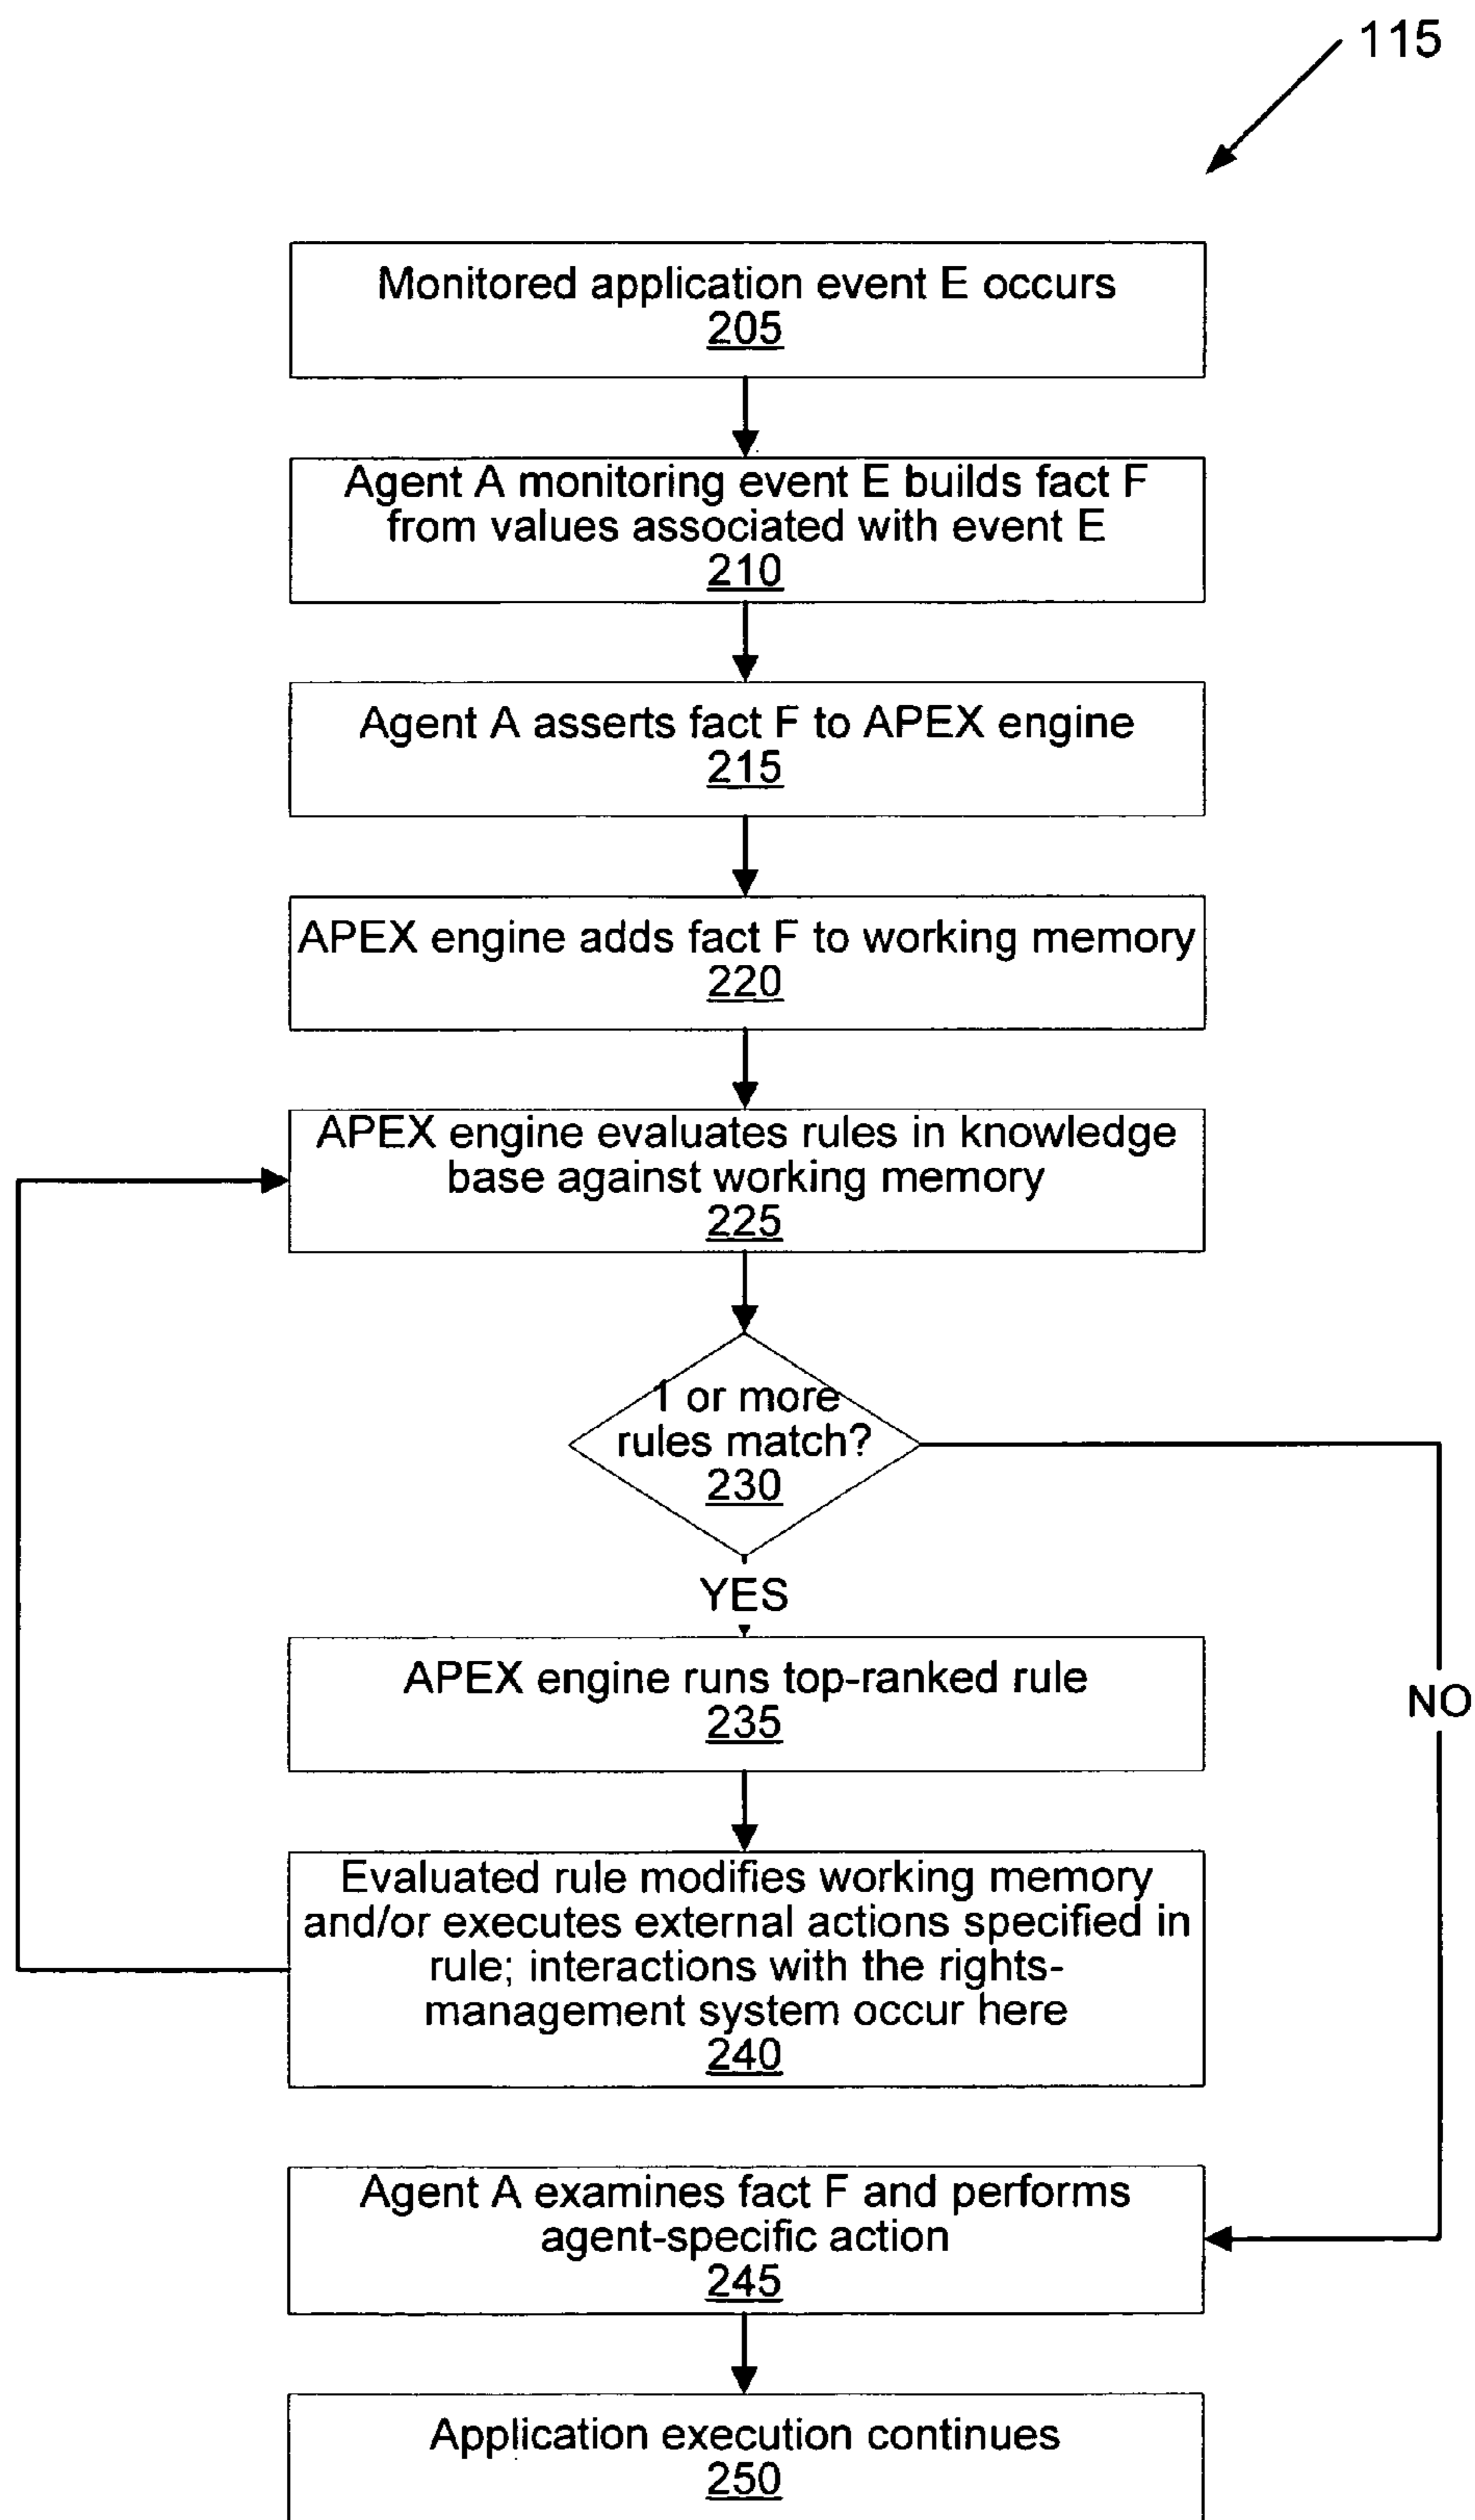 115
Monitored application event E occurs
205
Agent A monitoring event E builds fact F
from values associated with event E
210
Agent A asserts fact F to APEX engine
215
APEX engine adds fact F to working memory
220
APEX engine evaluates rules in knowledge
base against working memory
225
1 or more
rules match?
230
YES
APEX engine runs top-ranked rule
235
NO
Evaluated rule modifies working memory
and/or executes external actions specified in
rule; interactions with the rights-
management system occur here
240
Agent A examines fact F and performs
agent-specific action
245
Application execution continues
250